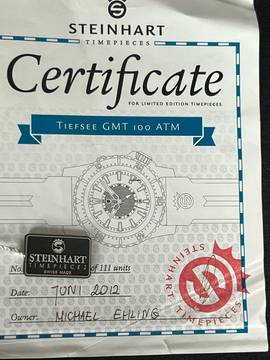 STEINHART
TIMEPIECES
Certificate
FOR LIMITED EDITION TIMEPIECES
TIEFSEE GMT 100 ATM
STEINHART
TIMEPIECES
SWISS MADE
No. of 111 units
Date: JUNI 2012
Owner: MICHAEL EHLING
STEINHART TIMEPIECES